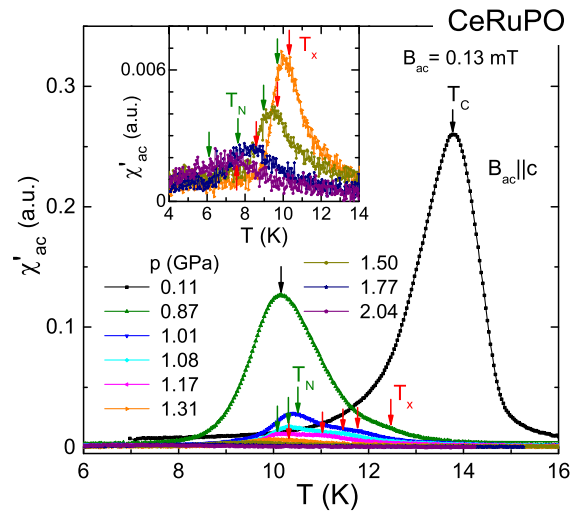 CeRuPO
B_ac= 0.13 mT
T_C
B_ac||c
χ'_ac (a.u.)
0.3
0.2
0.1
0
6 8 10 12 14 16
T (K)
T_N
T_x
p (GPa)
0.11
0.87
1.01
1.08
1.17
1.31
1.50
1.77
2.04
χ'_ac (a.u.)
0.006
0
4 6 8 10 12 14
T (K)
T_N
T_x